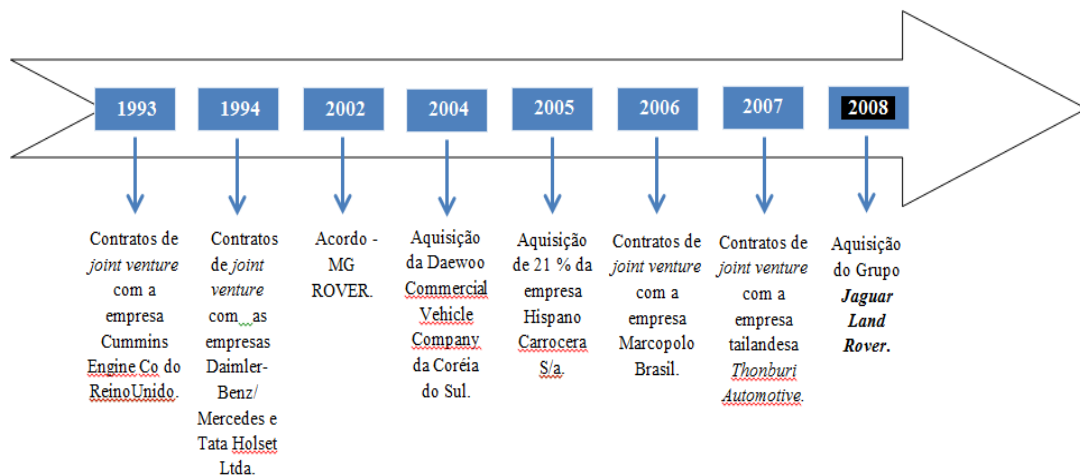 1993
1994
2002
2004
2005
2006
2007
2008
Contratos de
joint venture
com a
empresa
Cummins
Engine Co do
ReinoUnido.
Contratos
de joint
venture
com as
empresas
Daimler-
Benz/
Mercedes e
Tata Holset
Ltda.
Acordo -
MG
ROVER.
Aquisição
da Daewoo
Commercial
Vehicle
Company
da Coréia
do Sul.
Aquisição
de 21 % da
empresa
Hispano
Carrocera
S/a.
Contratos de
joint venture
com a
empresa
Marcopolo
Brasil.
Contratos de
joint venture
com a
empresa
tailandesa
Thonburi
Automotive.
Aquisição
do Grupo
Jaguar
Land
Rover.